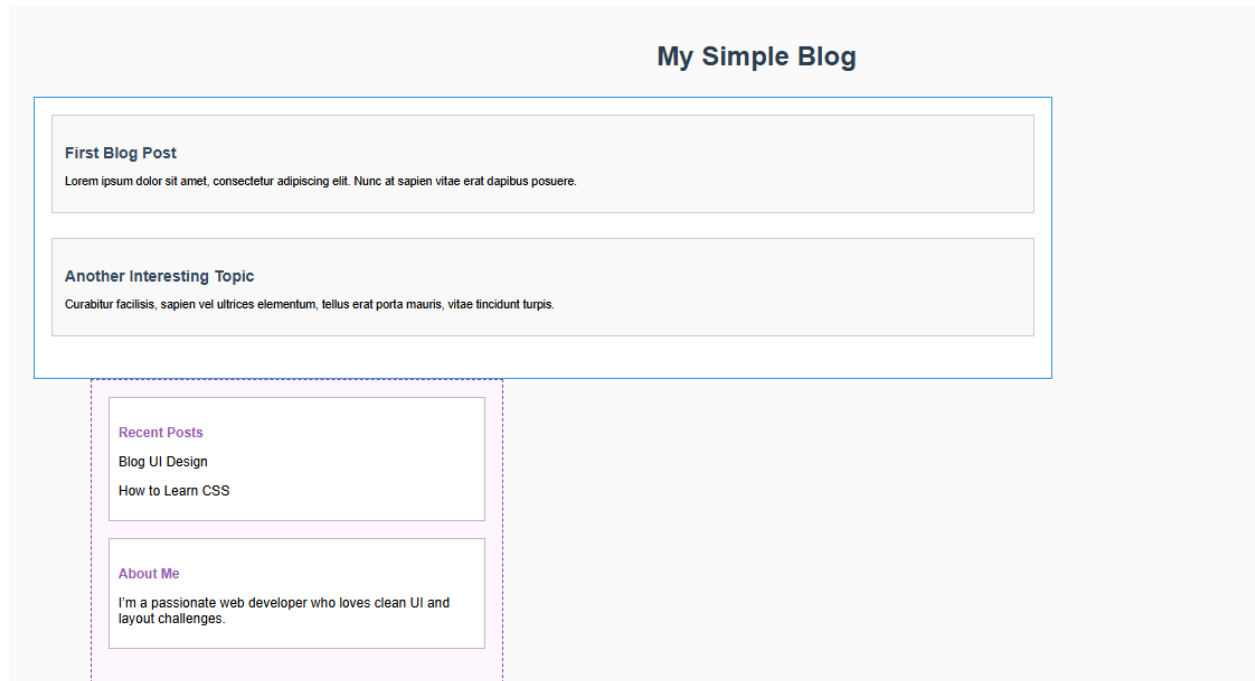 My Simple Blog
First Blog Post
Lorem ipsum dolor sit amet, consectetur adipiscing elit. Nunc at sapien vitae erat dapibus posuere.
Another Interesting Topic
Curabitur facilisis, sapien vel ultrices elementum, tellus erat porta mauris, vitae tincidunt turpis.
Recent Posts
Blog UI Design
How to Learn CSS
About Me
I’m a passionate web developer who loves clean UI and
layout challenges.